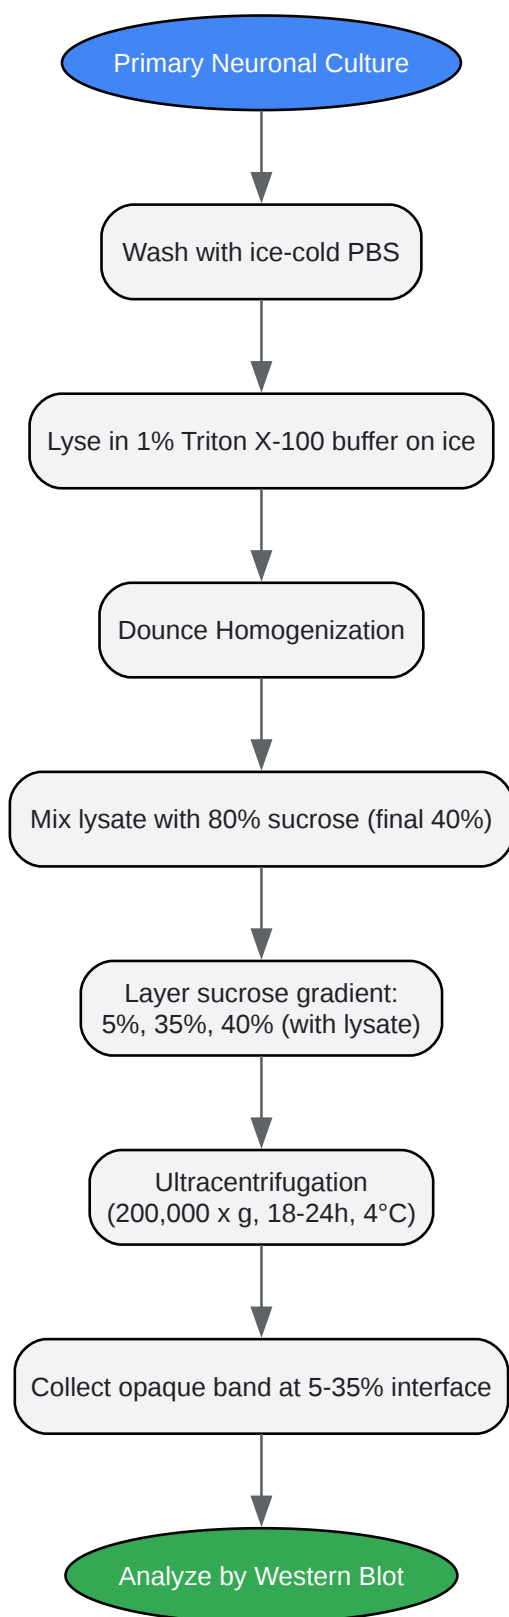 Primary Neuronal Culture
Wash with ice-cold PBS
Lyse in 1% Triton X-100 buffer on ice
Dounce Homogenization
Mix lysate with 80% sucrose (final 40%)
Layer sucrose gradient:
5%, 35%, 40% (with lysate)
Ultracentrifugation
(200,000 x g, 18-24h, 4°C)
Collect opaque band at 5-35% interface
Analyze by Western Blot